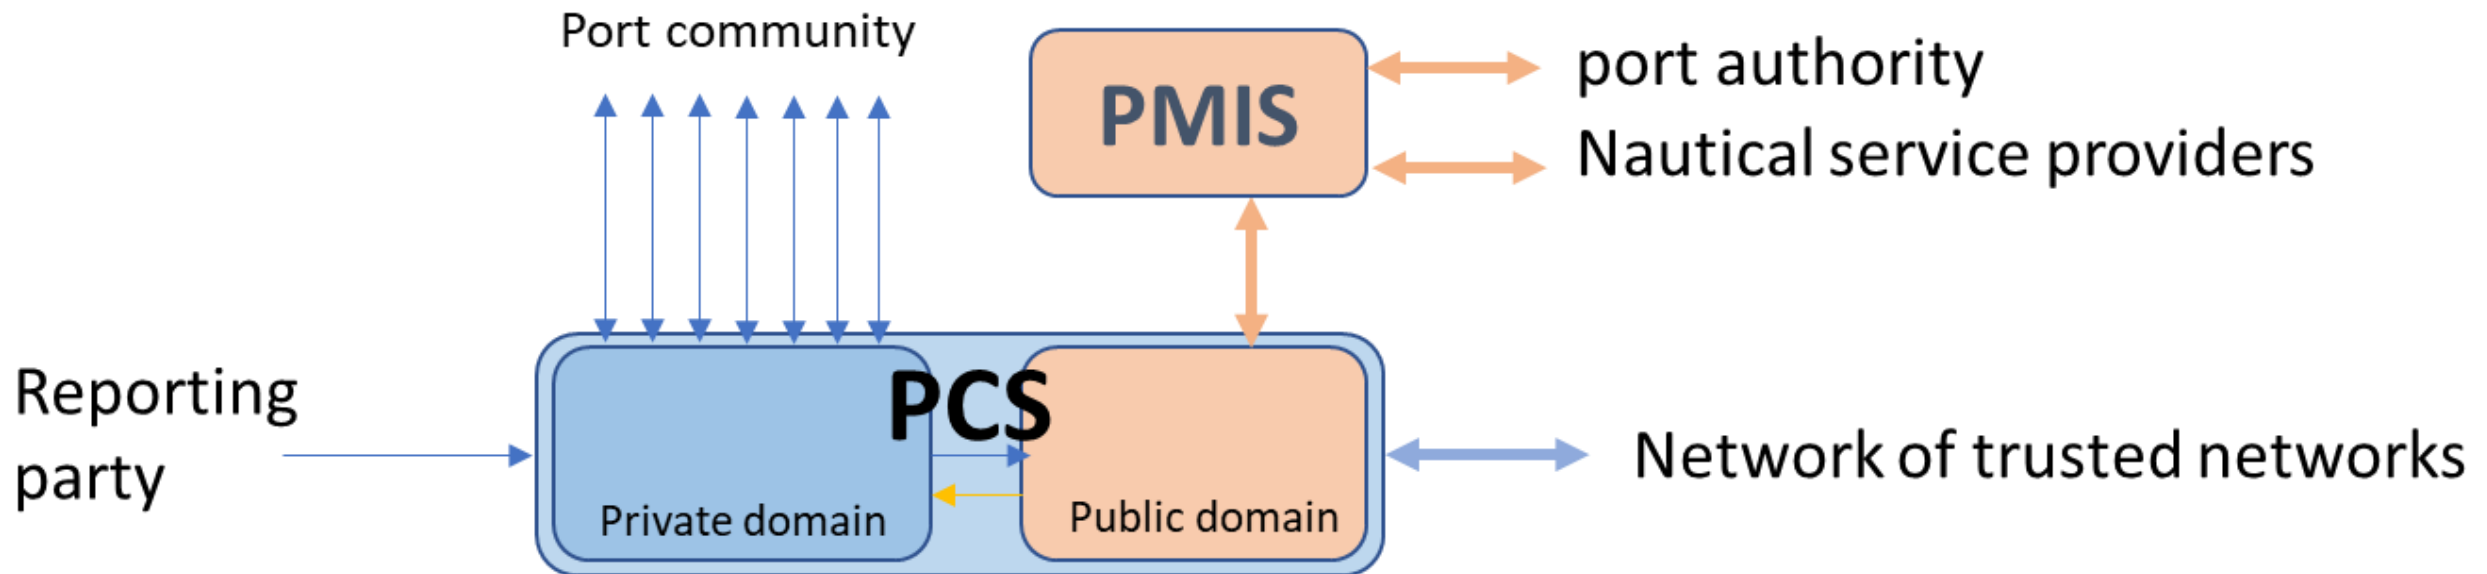 Port community
PMIS
port authority
Nautical service providers
Reporting
party
PCS
Private domain
Public domain
Network of trusted networks